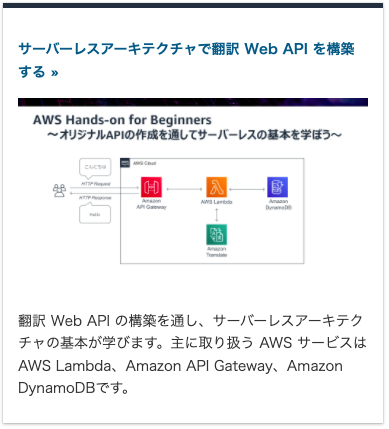 サーバーレスアーキテクチャで翻訳 Web API を構築
する »
AWS Hands-on for Beginners
〜オリジナルAPIの作成を通してサーバーレスの基本を学ぼう〜
AWS Cloud
こんにちは
HTTP Request
HTTP Response
Hello
Amazon
API Gateway
AWS Lambda
Amazon
DynamoDB
Amazon
Translate
翻訳 Web API の構築を通し、サーバーレスアーキテク
チャの基本が学びます。主に取り扱う AWS サービスは
AWS Lambda、Amazon API Gateway、Amazon
DynamoDBです。